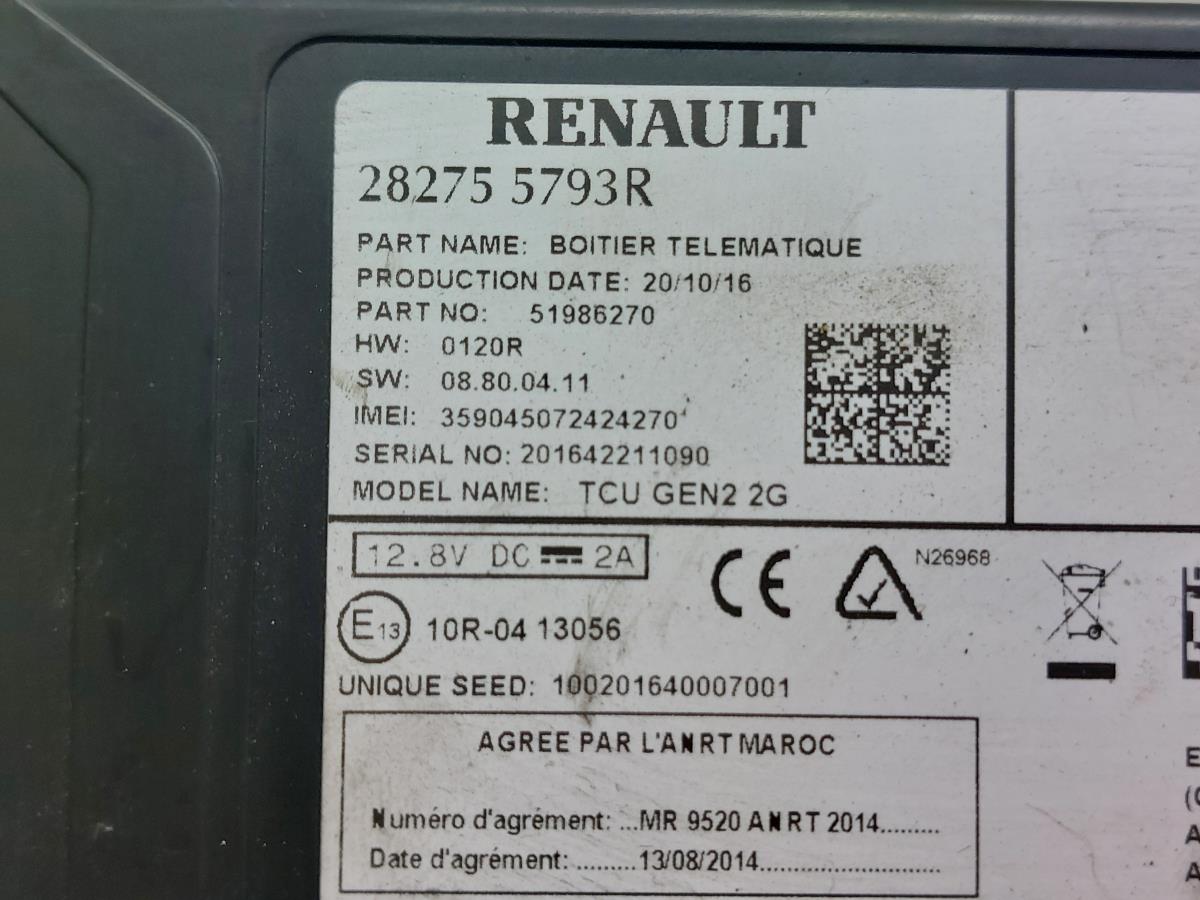 RENAULT
28275 5793R
PART NAME: BOITIER TELEMATIQUE
PRODUCTION DATE: 20/10/16
PART NO: 51986270
HW: 0120R
SW: 08.80.04.11
IMEI: 359045072424270
SERIAL NO: 201642211090
MODEL NAME: TCU GEN2 2G
12.8V DC 2A
CE N26968
E13 10R-04 13056
UNIQUE SEED: 100201640007001
AGREE PAR L'ANRT MAROC
Numéro d'agrément: ...MR 9520 ANRT 2014.........
Date d'agrément: .........13/08/2014...........................